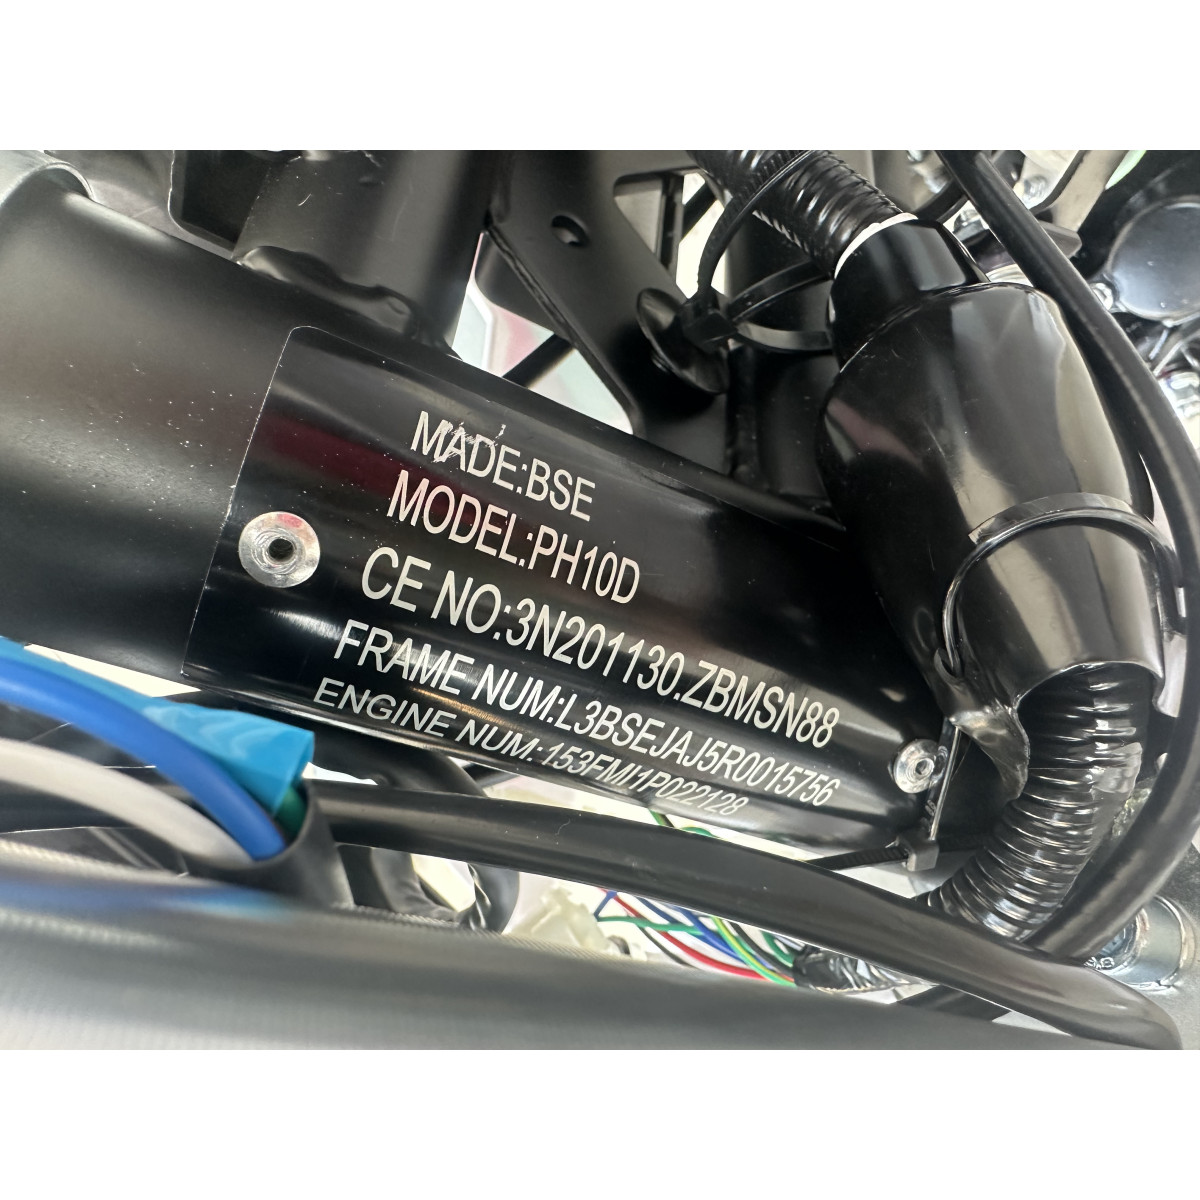 MADE:BSE
MODEL:PH10D
CE NO:3N201130.ZBMSN88
FRAME NUM:L3BSEJAJ5R0015756
ENGINE NUM:153FMI1P022128